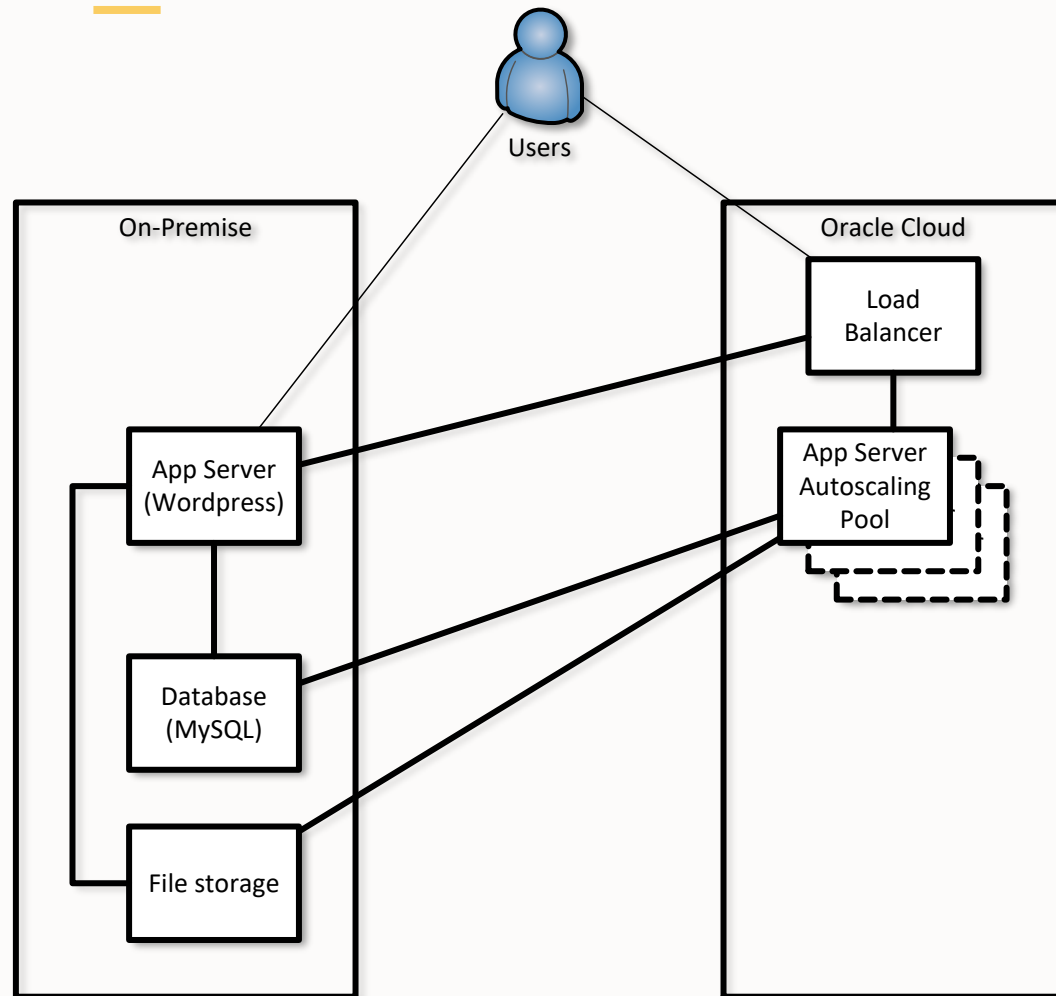 Users
On-Premise
Oracle Cloud
Load
Balancer
App Server
(Wordpress)
App Server
Autoscaling
Pool
Database
(MySQL)
File storage